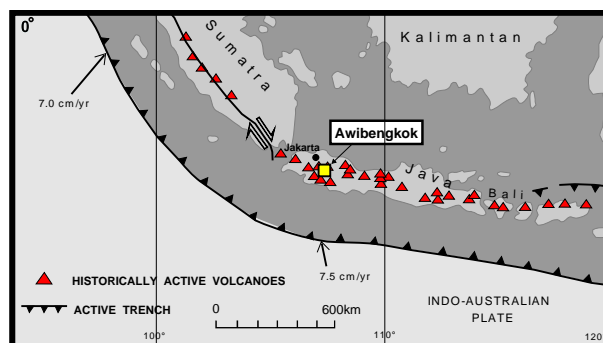 0°
Sumatra
Kalimantan
7.0 cm/yr
Awibengkok
Jakarta
Java
Bali
7.5 cm/yr
HISTORICALLY ACTIVE VOLCANOES
ACTIVE TRENCH
0
600km
INDO-AUSTRALIAN
PLATE
100°
110°
120